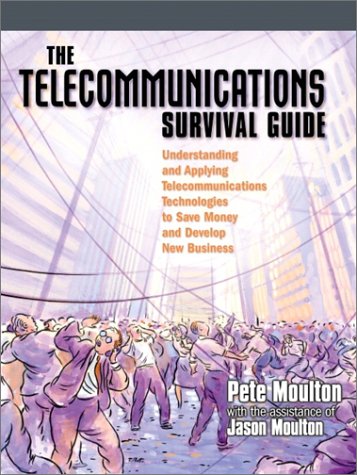 THE
TELECOMMUNICATIONS
SURVIVAL GUIDE
Understanding
and Applying
Telecommunications
Technologies
to Save Money
and Develop
New Business
Pete Moulton
with the assistance of
Jason Moulton